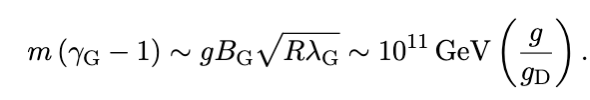 m (γ_G − 1) ∼ gB_G√(Rλ_G) ∼ 10^11 GeV (g/g_D).